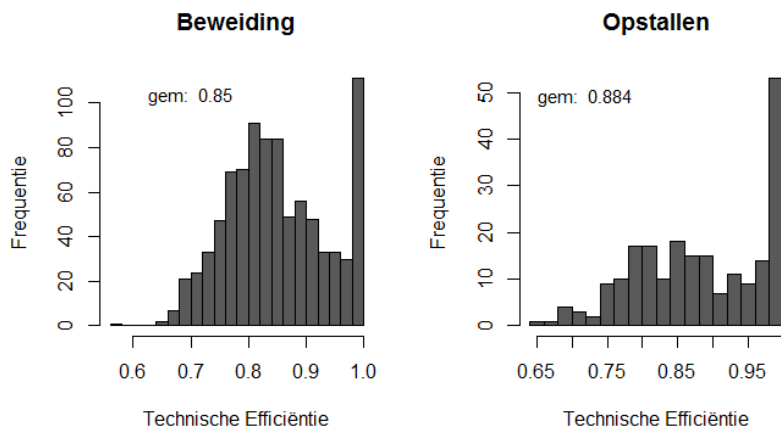 Beweiding
gem: 0.85
Frequentie
0 20 40 60 80 100
0.6 0.7 0.8 0.9 1.0
Technische Efficiëntie
Opstallen
gem: 0.884
Frequentie
0 10 20 30 40 50
0.65 0.75 0.85 0.95
Technische Efficiëntie